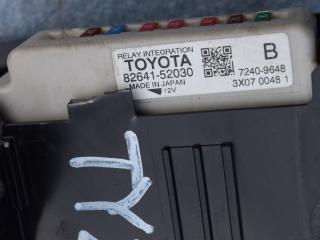 RELAY INTEGRATION
TOYOTA
82641-52030
MADE IN JAPAN
12V
B
7240-9648
3X07 0048 1